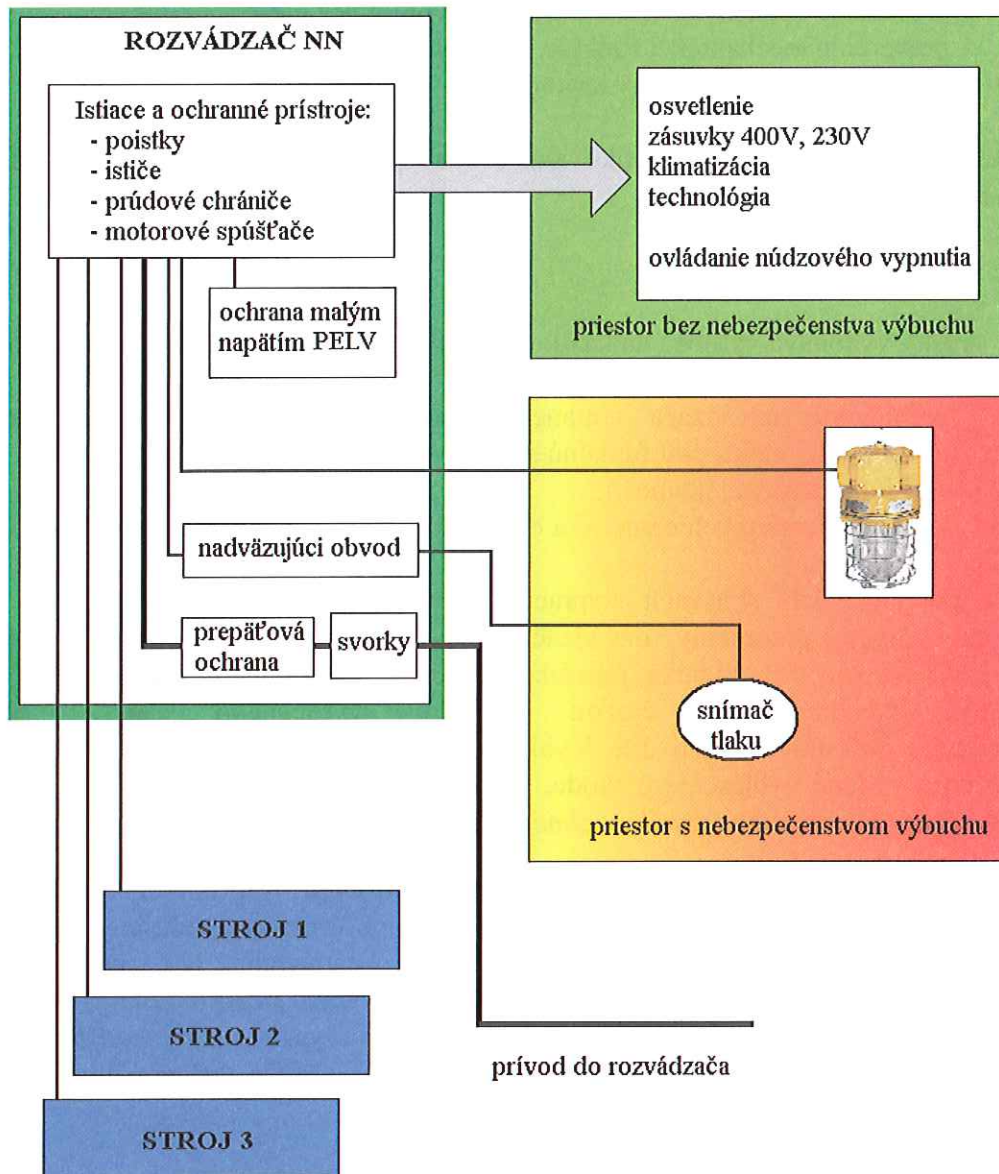 ROZVÁDZAČ NN
Istiace a ochranné prístroje:
- poistky
- ističe
- prúdové chrániče
- motorové spúšťače
ochrana malým
napätím PELV
nadväzujúci obvod
prepäťová
ochrana
svorky
osvetlenie
zásuvky 400V, 230V
klimatizácia
technológia
ovládanie núdzového vypnutia
priestor bez nebezpečenstva výbuchu
snímač
tlaku
priestor s nebezpečenstvom výbuchu
STROJ 1
STROJ 2
STROJ 3
prívod do rozvádzača